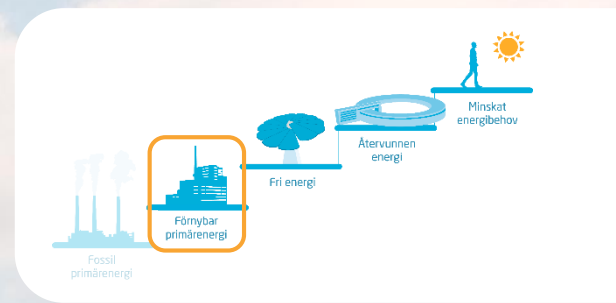 Minskat
energibehov
Återvunnen
energi
Fri energi
Förnybar
primärenergi
Fossil
primärenergi